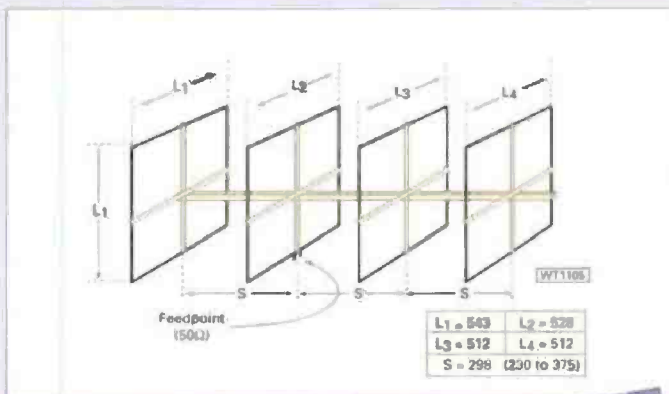 L1
L2
L3
L4
L1
S
S
S
WT1105
Feedpoint
(50Ω)
L1 = 543 L2 = 528
L3 = 512 L4 = 512
S = 298 (230 to 375)